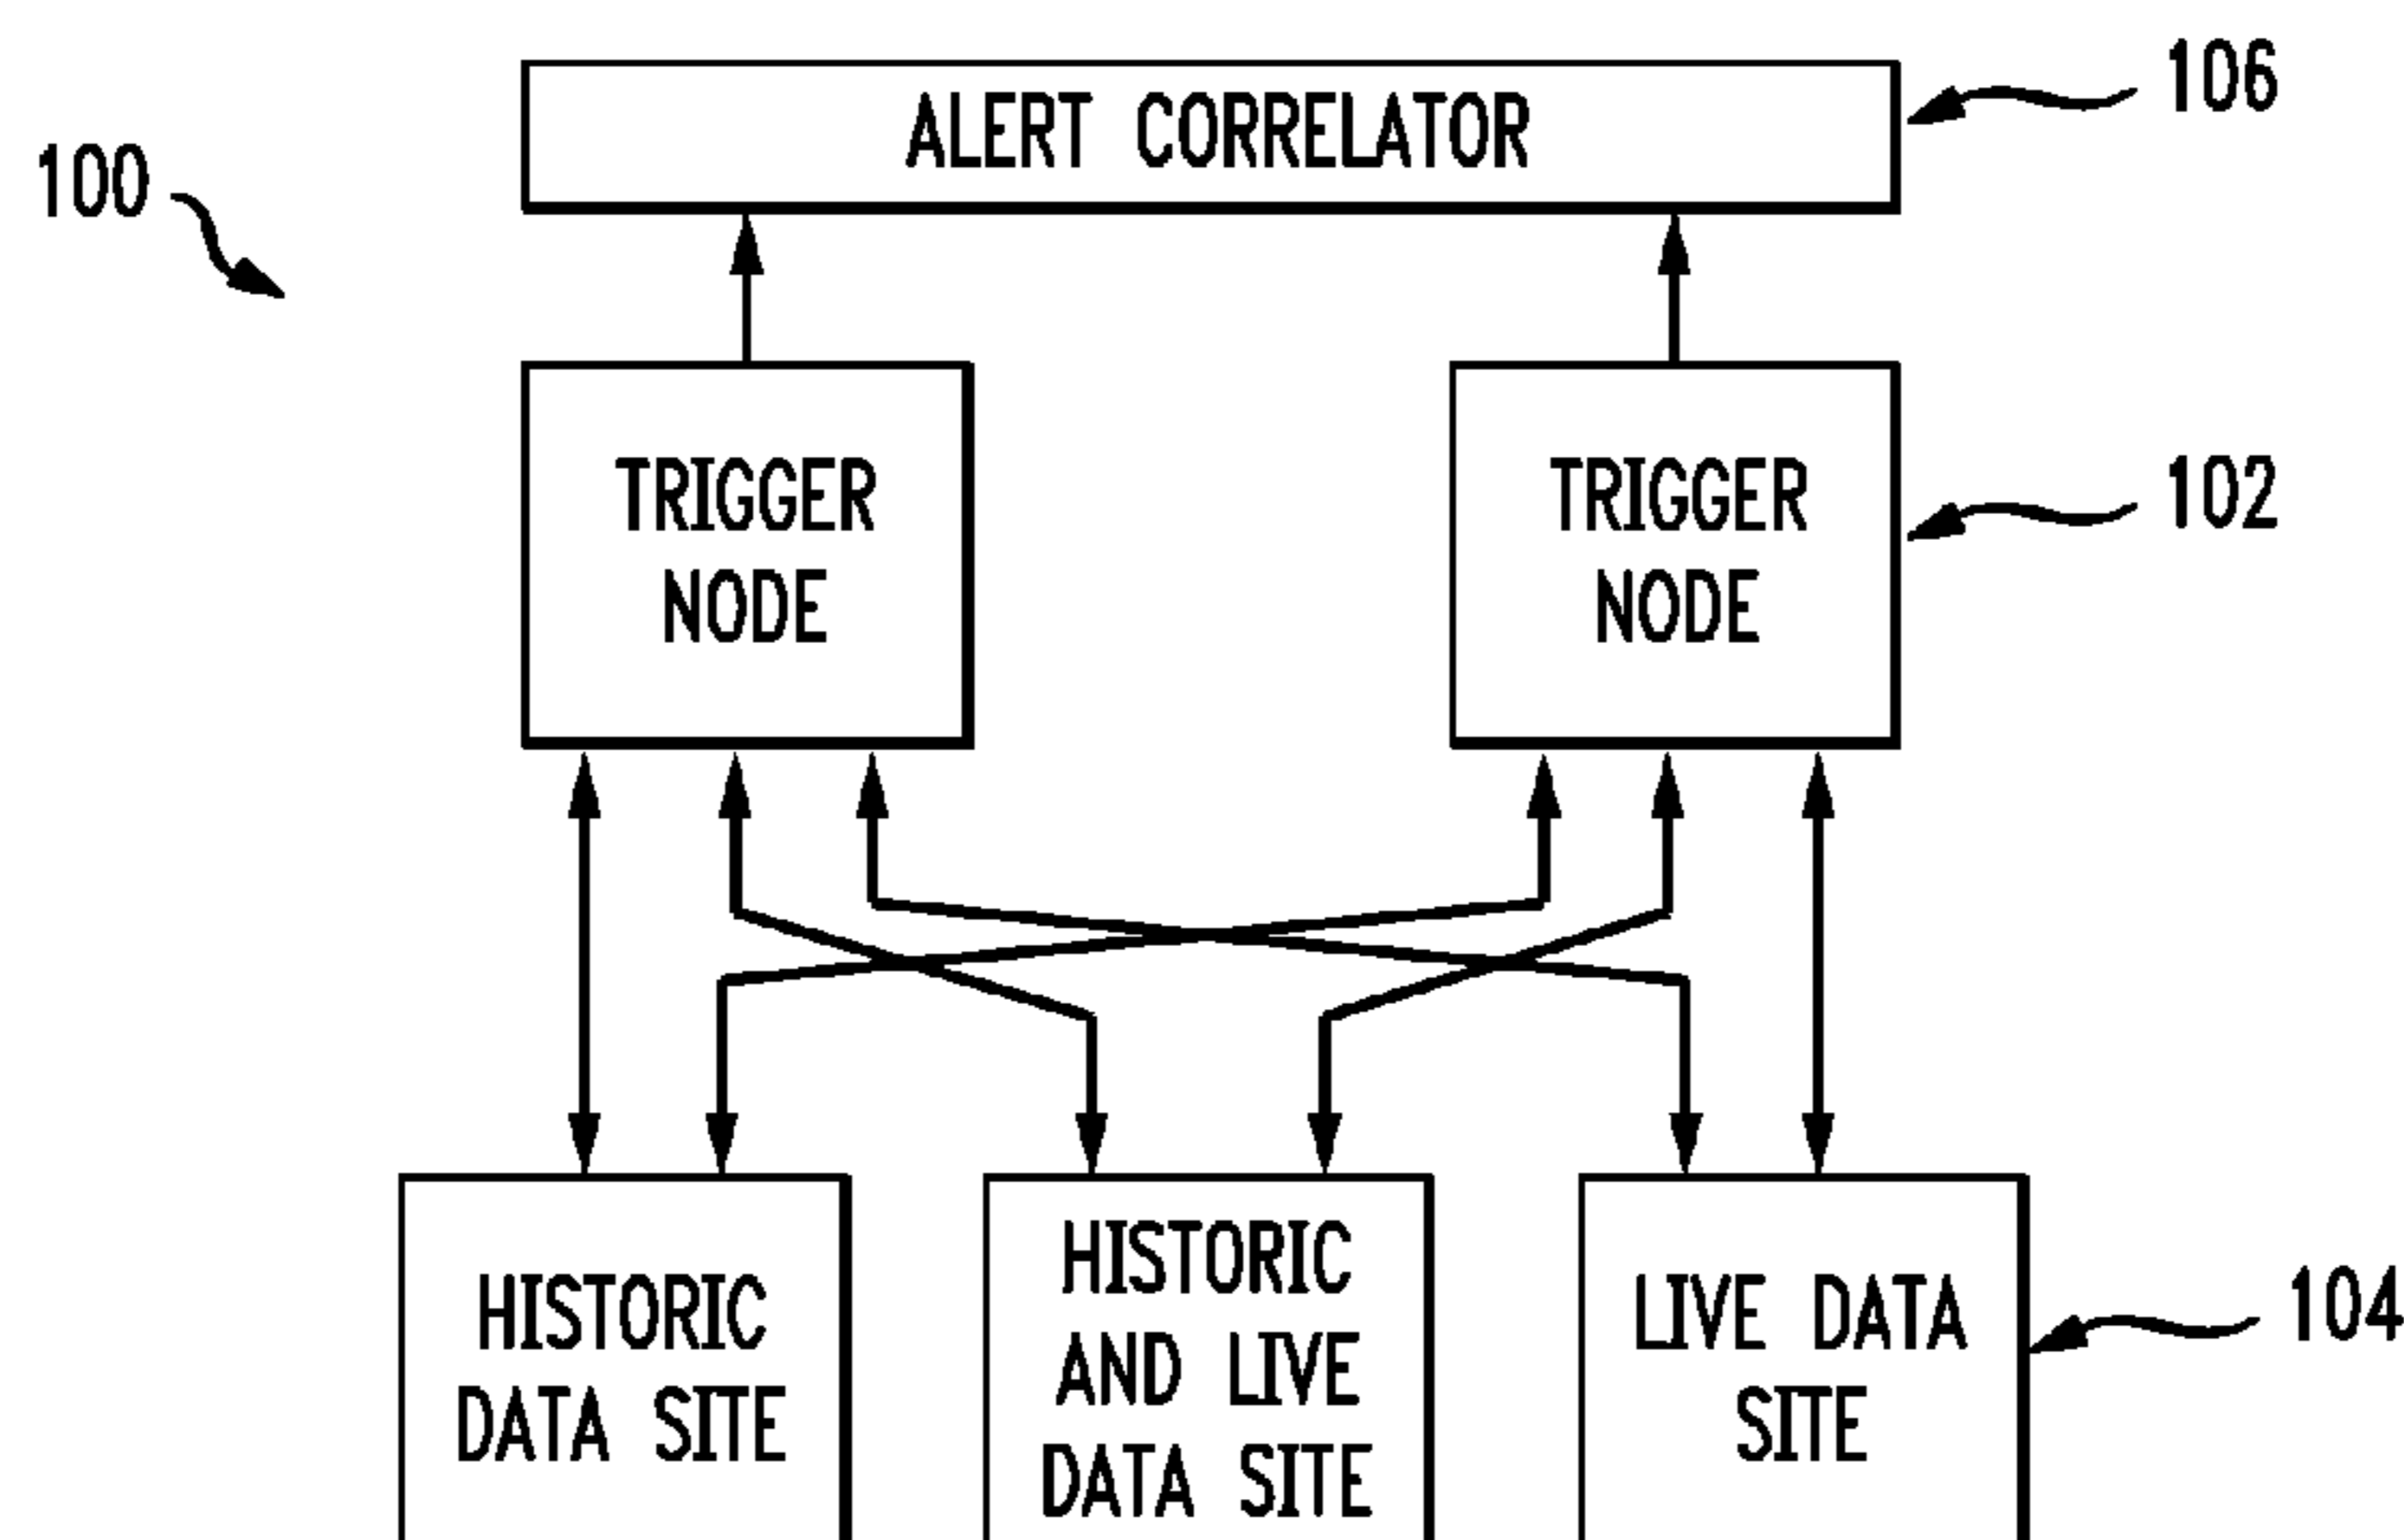 106
ALERT CORRELATOR
100
TRIGGER
NODE
TRIGGER
NODE
102
HISTORIC
DATA SITE
HISTORIC
AND LIVE
DATA SITE
LIVE DATA
SITE
104